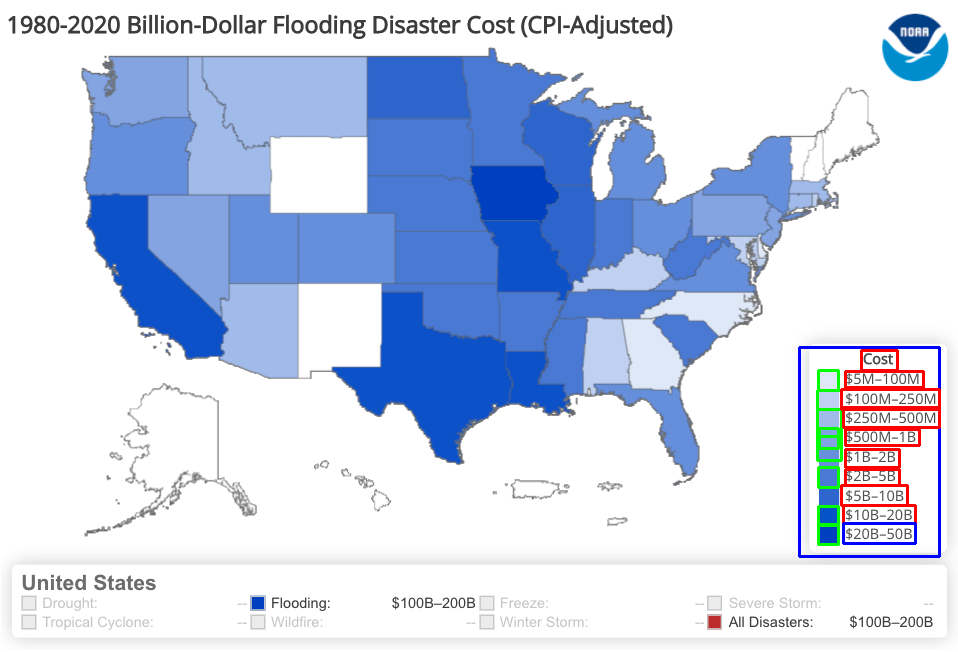 1980-2020 Billion-Dollar Flooding Disaster Cost (CPI-Adjusted)
NOAA
Cost
$5M–100M
$100M–250M
$250M–500M
$500M–1B
$1B–2B
$2B–5B
$5B–10B
$10B–20B
$20B–50B
United States
Drought: -- Flooding: $100B–200B Freeze: -- Severe Storm: --
Tropical Cyclone: -- Wildfire: -- Winter Storm: -- All Disasters: $100B–200B